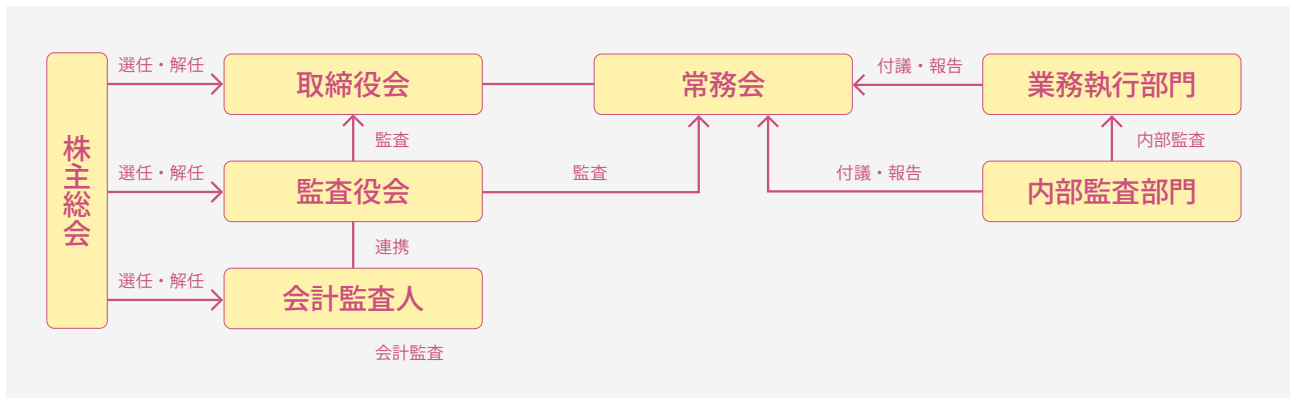 株主総会
選任・解任
取締役会
常務会
付議・報告
業務執行部門
監査
内部監査
選任・解任
監査役会
監査
付議・報告
内部監査部門
連携
選任・解任
会計監査人
会計監査